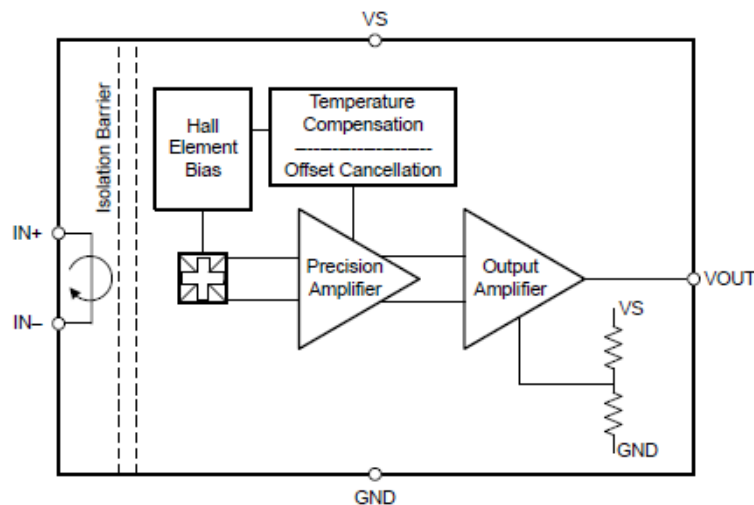 VS
Isolation Barrier
Hall
Element
Bias
Temperature
Compensation
Offset Cancellation
IN+
IN–
Precision
Amplifier
Output
Amplifier
VOUT
VS
GND
GND